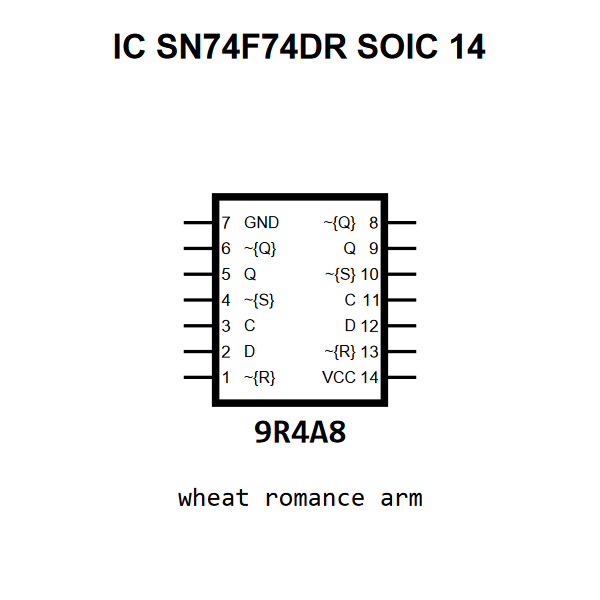 IC SN74F74DR SOIC 14
7 GND ~{Q} 8
6 ~{Q} Q 9
5 Q ~{S} 10
4 ~{S} C 11
3 C D 12
2 D ~{R} 13
1 ~{R} VCC 14
9R4A8
wheat romance arm